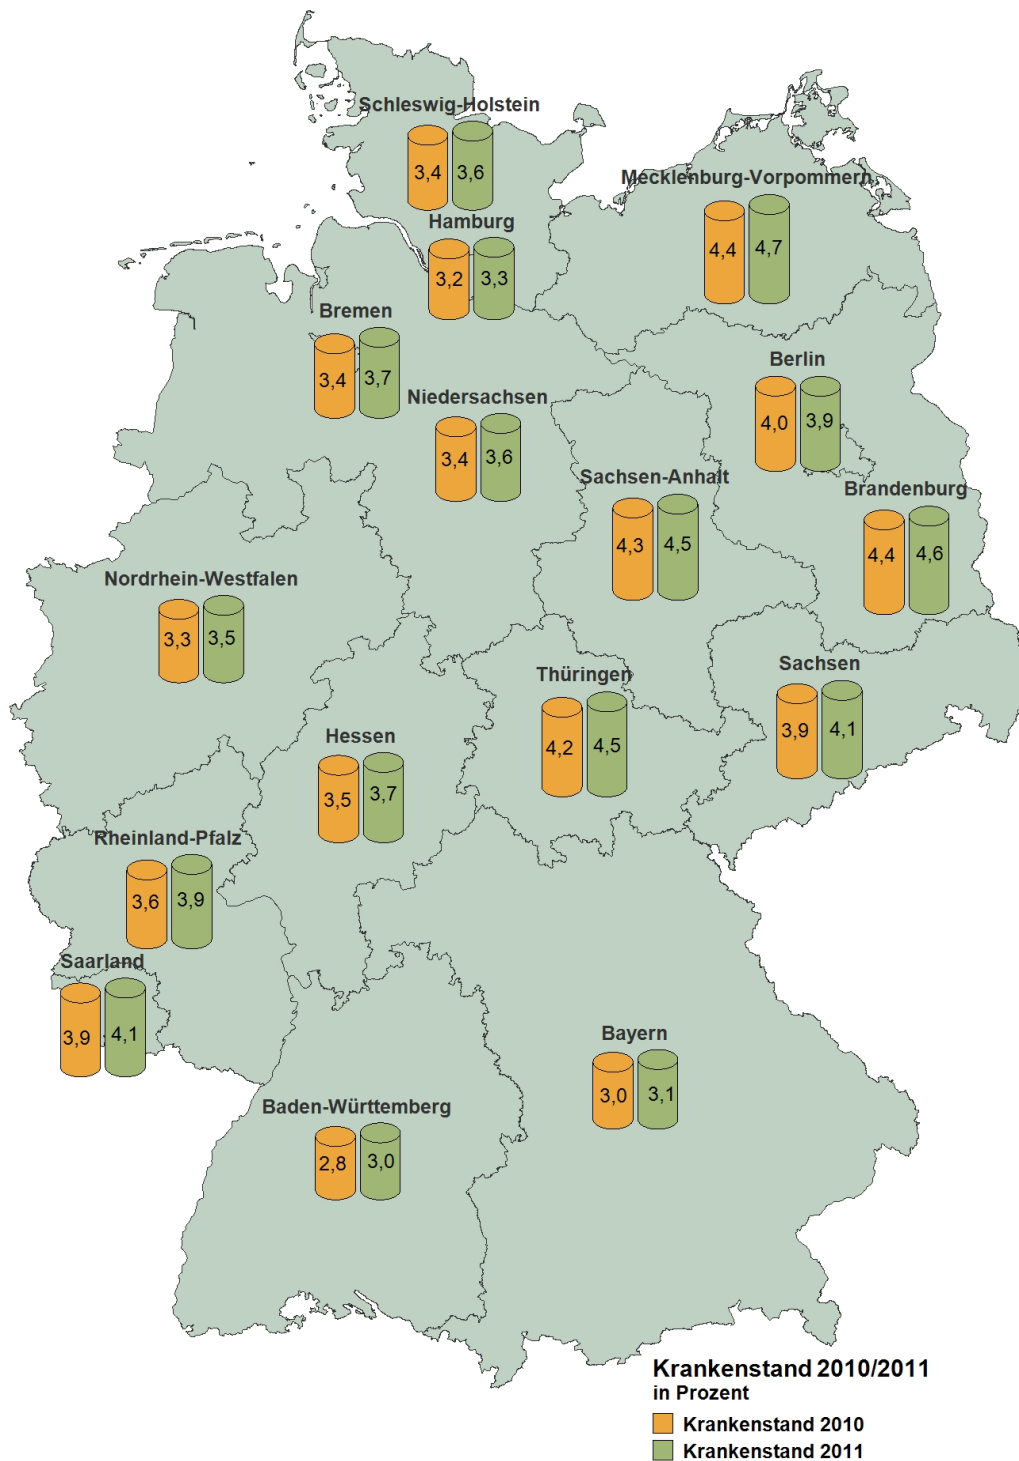 Schleswig-Holstein
3,4 3,6
Mecklenburg-Vorpommern
4,4 4,7
Hamburg
3,2 3,3
Bremen
3,4 3,7
Berlin
4,0 3,9
Niedersachsen
3,4 3,6
Sachsen-Anhalt
4,3 4,5
Brandenburg
4,4 4,6
Nordrhein-Westfalen
3,3 3,5
Thüringen
4,2 4,5
Sachsen
3,9 4,1
Hessen
3,5 3,7
Rheinland-Pfalz
3,6 3,9
Saarland
3,9 4,1
Bayern
3,0 3,1
Baden-Württemberg
2,8 3,0
Krankenstand 2010/2011
in Prozent
Krankenstand 2010
Krankenstand 2011